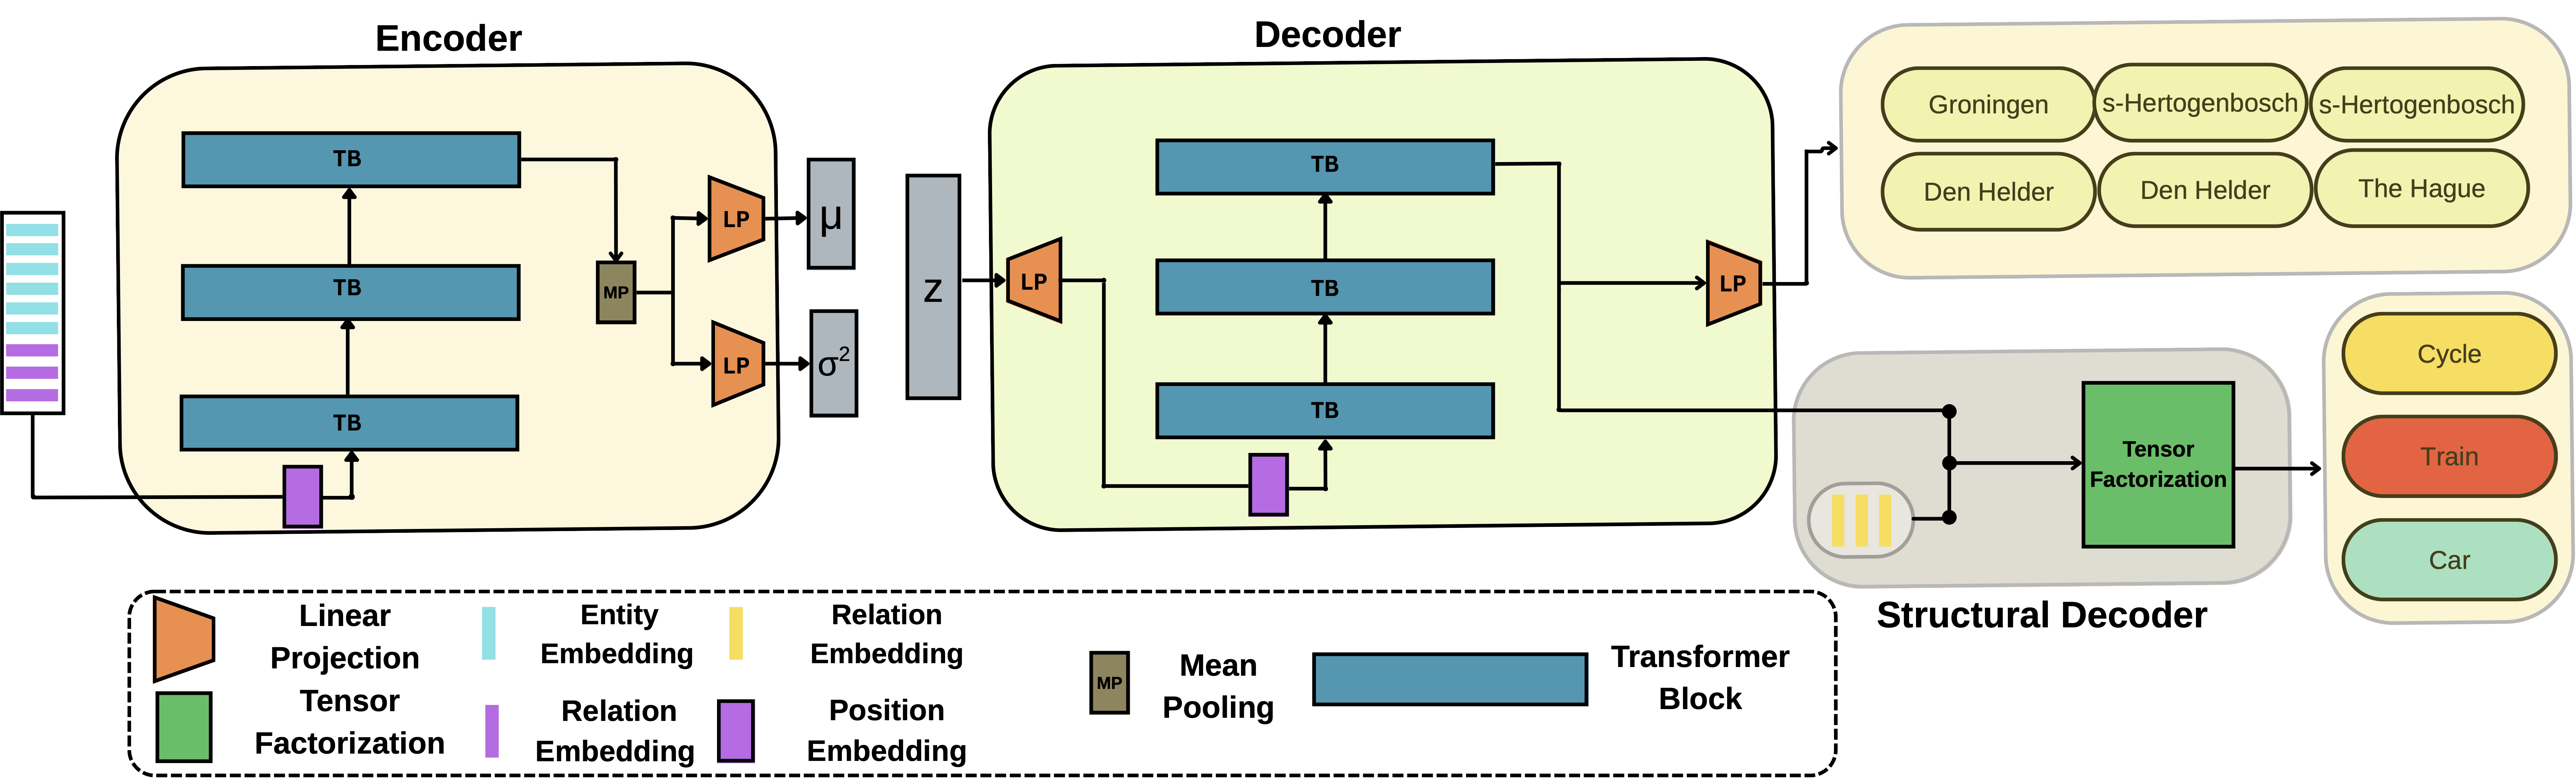 Encoder
TB
TB
TB
MP
LP
LP
μ
σ²
Decoder
z
LP
TB
TB
TB
LP
Groningen
s-Hertogenbosch
s-Hertogenbosch
Den Helder
Den Helder
The Hague
Tensor
Factorization
Structural Decoder
Cycle
Train
Car
Linear
Projection
Entity
Embedding
Relation
Embedding
Tensor
Factorization
Relation
Embedding
Position
Embedding
MP
Mean
Pooling
Transformer
Block